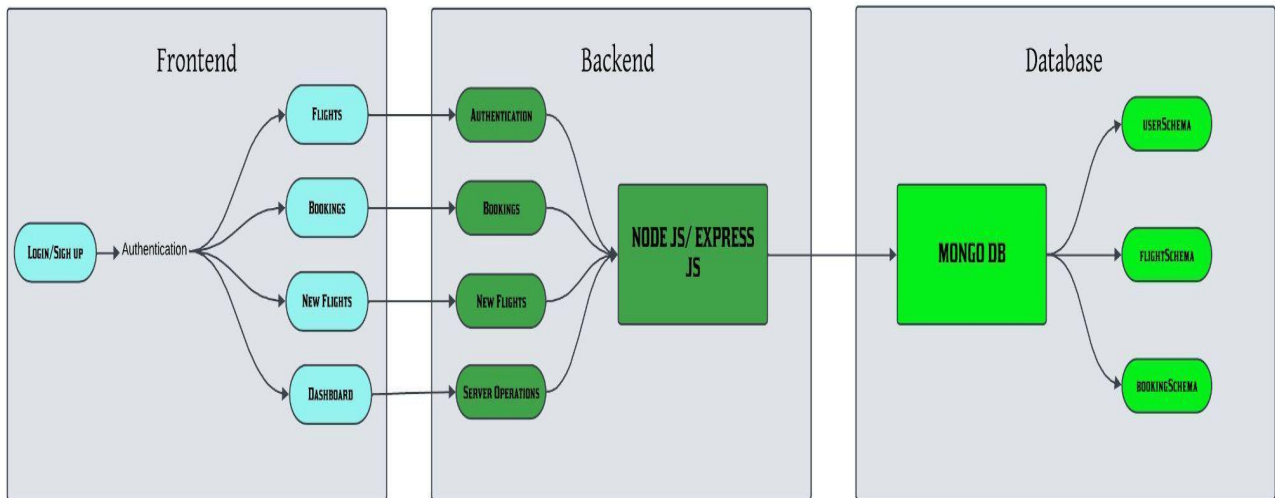 Frontend
Backend
Database
FLIGHTS
BOOKINGS
LOGIN/SIGH UP
Authentication
NEW FLIGHTS
DASHBOARD
AUTHENTICATION
BOOKINGS
NEW FLIGHTS
SERVER OPERATIONS
NODE JS/ EXPRESS
JS
MONGO DB
USERSCHEMA
FLIGHTSCHEMA
BOOKINGSCHEMA